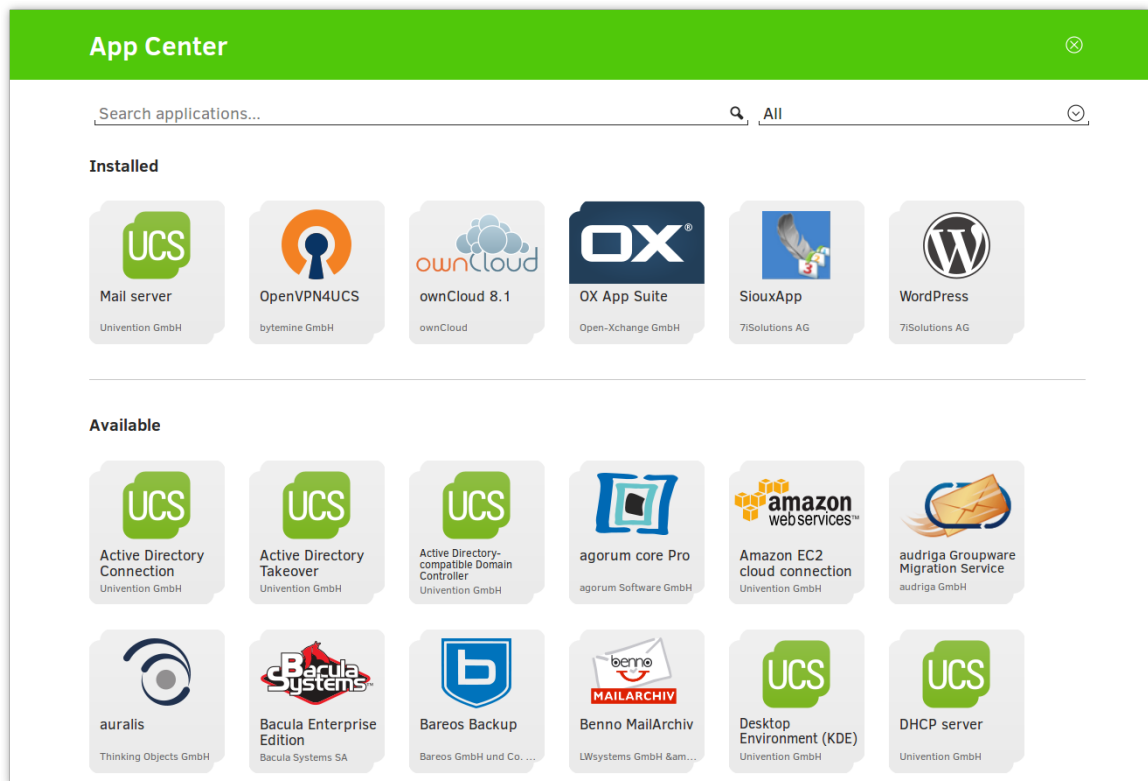 App Center
Search applications...
All
Installed
UCS
ownCloud
OX®
3
W
Mail server
OpenVPN4UCS
ownCloud 8.1
OX App Suite
SiouxApp
WordPress
Univention GmbH
bytemine GmbH
ownCloud
Open-Xchange GmbH
7iSolutions AG
7iSolutions AG
Available
UCS
UCS
UCS
amazon
webservices™
Active Directory
Connection
Univention GmbH
Active Directory
Takeover
Univention GmbH
Active Directory-
compatible Domain
Controller
Univention GmbH
agorum core Pro
agorum Software GmbH
Amazon EC2
cloud connection
Univention GmbH
audriga Groupware
Migration Service
audriga GmbH
Bacula
Systems
b
benno
MAILARCHIV
UCS
UCS
auralis
Thinking Objects GmbH
Bacula Enterprise
Edition
Bacula Systems SA
Bareos Backup
Bareos GmbH und Co. ...
Benno MailArchiv
LWsystems GmbH &am...
Desktop
Environment (KDE)
Univention GmbH
DHCP server
Univention GmbH